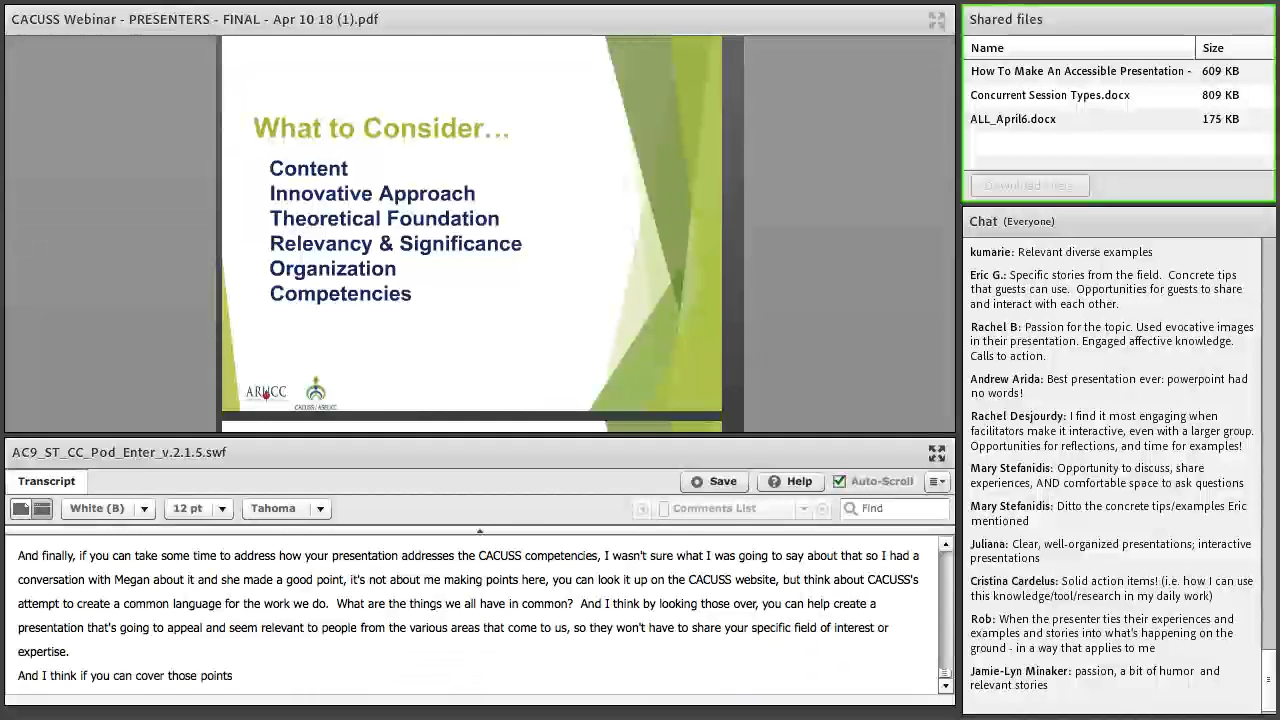 CACUSS Webinar - PRESENTERS - FINAL - Apr 10 18 (1).pdf
What to Consider...
Content
Innovative Approach
Theoretical Foundation
Relevancy & Significance
Organization
Competencies
ARUCC
CACUSS / ASEUCC
AC9_ST_CC_Pod_Enter_v.2.1.5.swf
Transcript
Save
Help
Auto-Scroll
White (B)
12 pt
Tahoma
Comments List
Find
And finally, if you can take some time to address how your presentation addresses the CACUSS competencies, I wasn't sure what I was going to say about that so I had a
conversation with Megan about it and she made a good point, it's not about me making points here, you can look it up on the CACUSS website, but think about CACUSS's
attempt to create a common language for the work we do. What are the things we all have in common? And I think by looking those over, you can help create a
presentation that's going to appeal and seem relevant to people from the various areas that come to us, so they won't have to share your specific field of interest or
expertise.
And I think if you can cover those points
Shared files
Name Size
How To Make An Accessible Presentation - 609 KB
Concurrent Session Types.docx 809 KB
ALL_April6.docx 175 KB
Chat (Everyone)
kumarie: Relevant diverse examples
Eric G.: Specific stories from the field. Concrete tips
that guests can use. Opportunities for guests to share
and interact with each other.
Rachel B: Passion for the topic. Used evocative images
in their presentation. Engaged affective knowledge.
Calls to action.
Andrew Arida: Best presentation ever: powerpoint had
no words!
Rachel Desjourdy: I find it most engaging when
facilitators make it interactive, even with a larger group.
Opportunities for reflections, and time for examples!
Mary Stefanidis: Opportunity to discuss, share
experiences, AND comfortable space to ask questions
Mary Stefanidis: Ditto the concrete tips/examples Eric
mentioned
Juliana: Clear, well-organized presentations; interactive
presentations
Cristina Cardelus: Solid action items! (i.e. how I can use
this knowledge/tool/research in my daily work)
Rob: When the presenter ties their experiences and
examples and stories into what's happening on the
ground - in a way that applies to me
Jamie-Lyn Minaker: passion, a bit of humor and
relevant stories